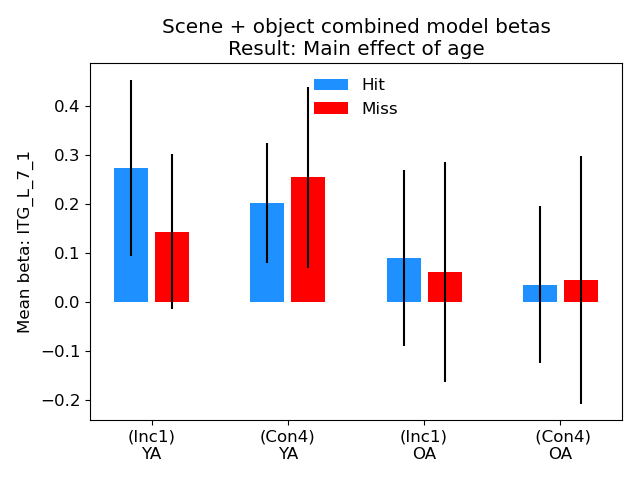 Scene + object combined model betas
Result: Main effect of age
Hit
Miss
Mean beta: ITG_L_7_1
0.4
0.3
0.2
0.1
0.0
−0.1
−0.2
(Inc1)
YA
(Con4)
YA
(Inc1)
OA
(Con4)
OA